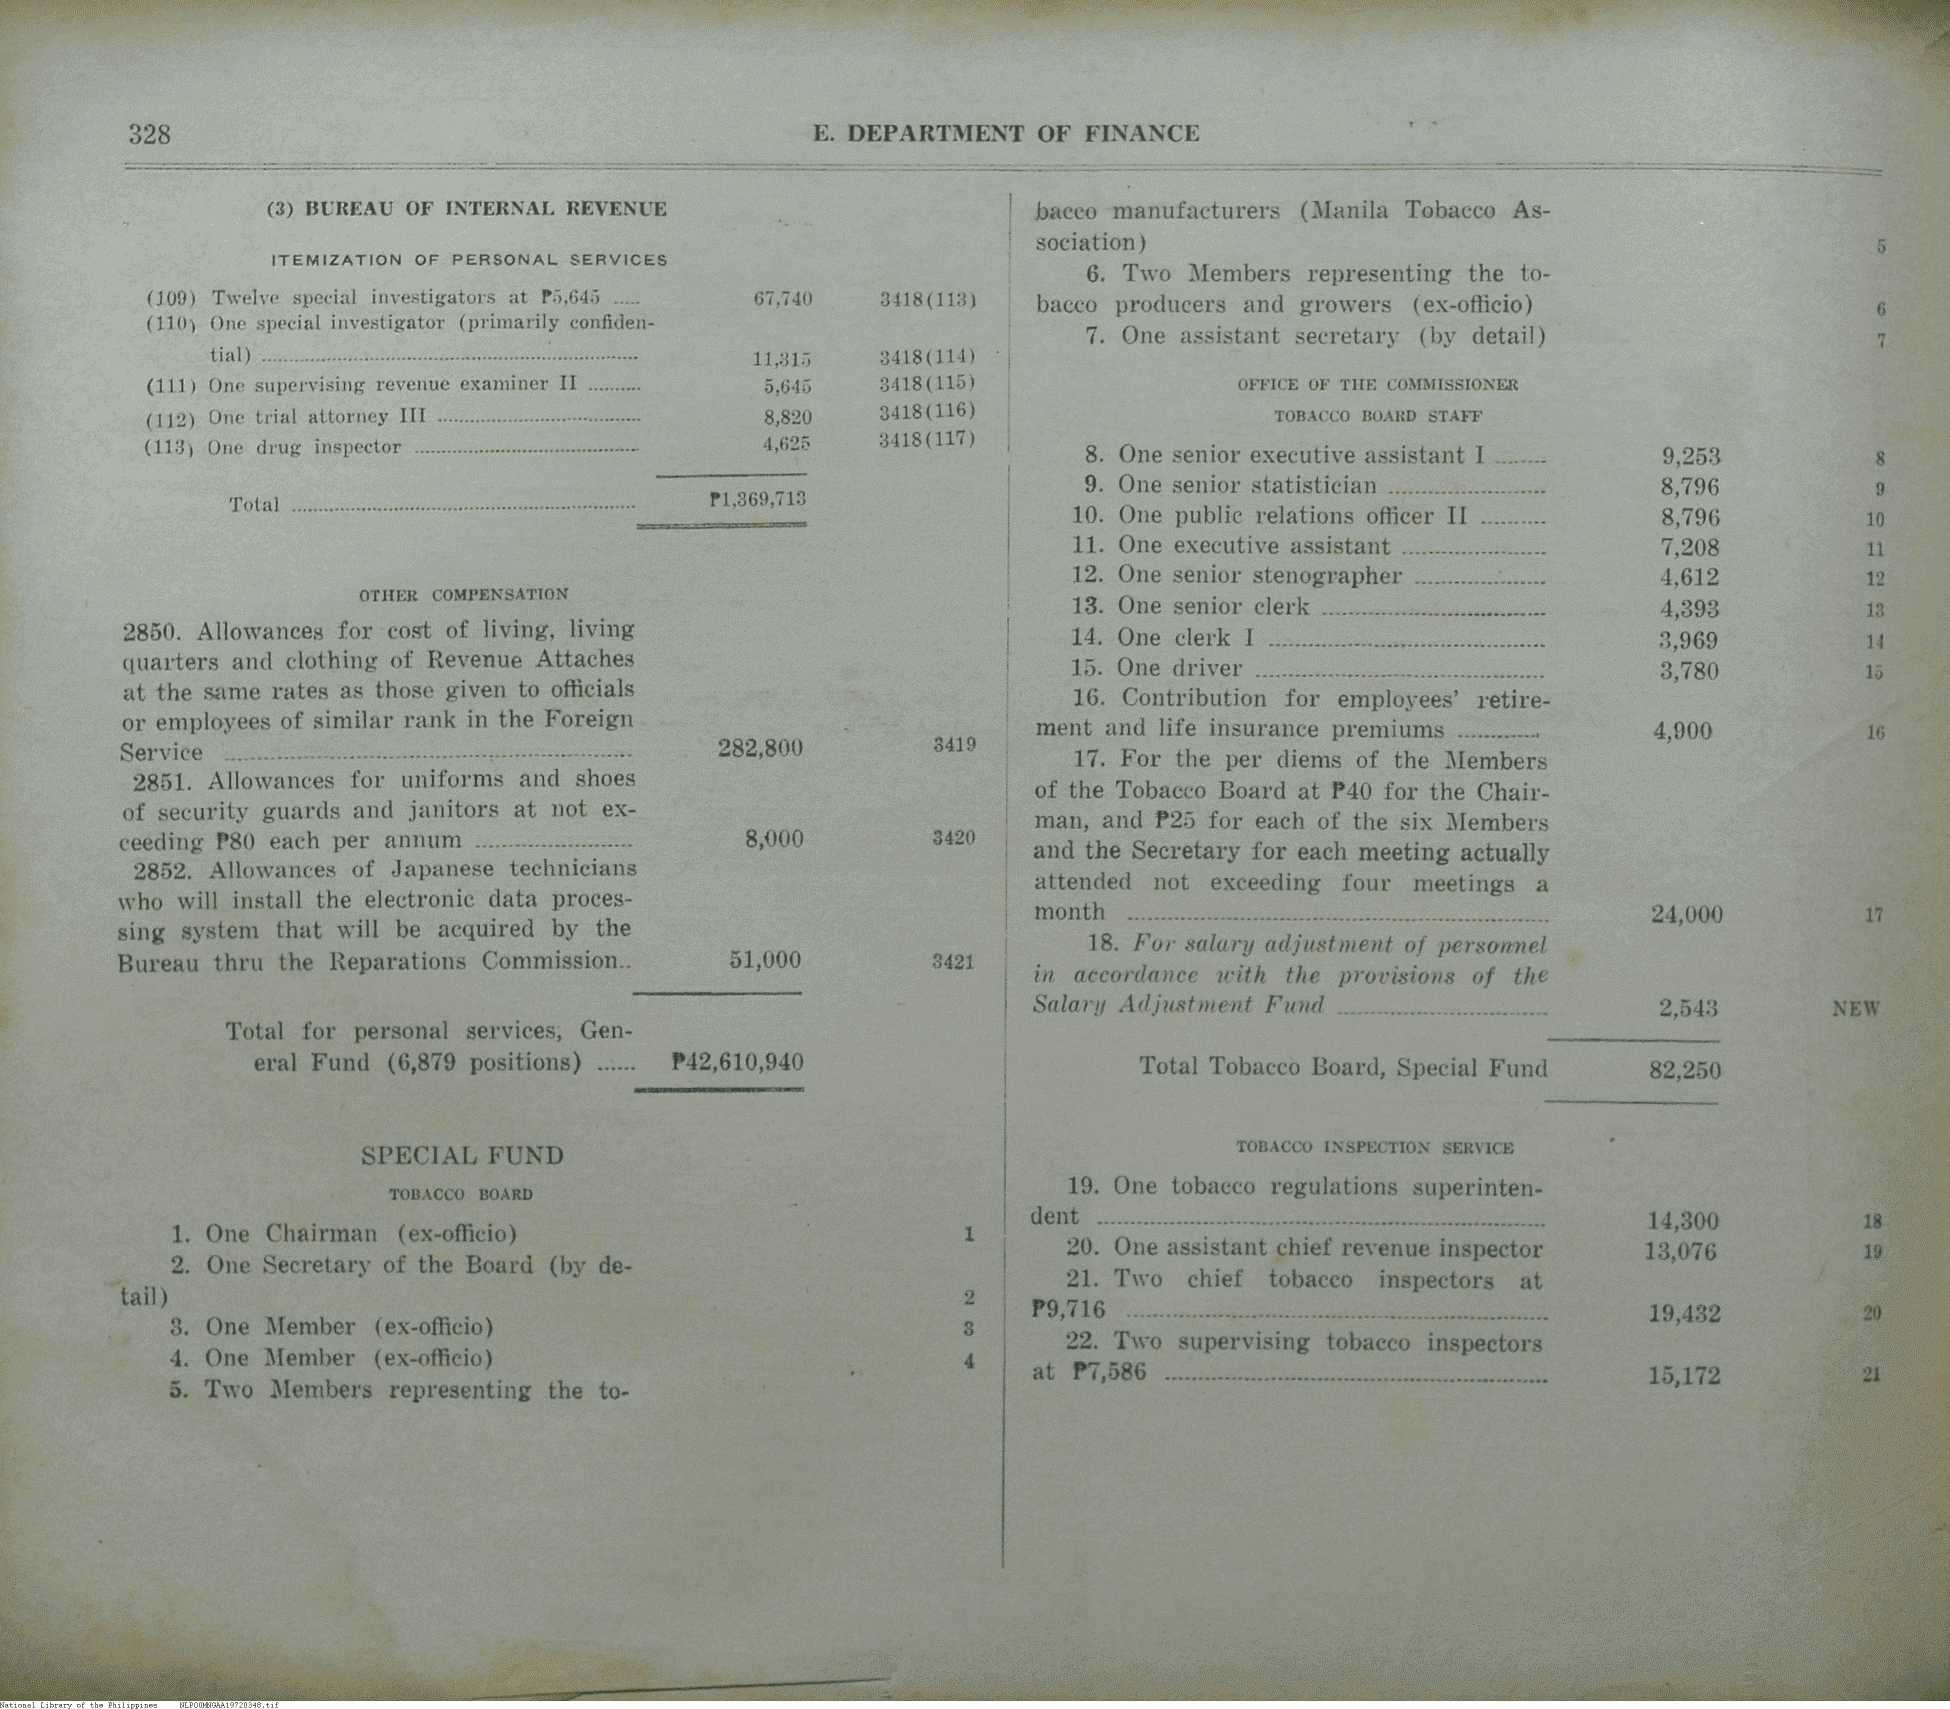 328
E. DEPARTMENT OF FINANCE
(3) BUREAU OF INTERNAL REVENUE
ITEMIZATION OF PERSONAL SERVICES
(109) Twelve special investigators at ₱5,645 ..... 67,740 3418(113)
(110) One special investigator (primarily confiden-
tial) ..... 11,315 3418(114)
(111) One supervising revenue examiner II ..... 5,645 3418(115)
(112) One trial attorney III ..... 8,820 3418(116)
(113) One drug inspector ..... 4,625 3418(117)
Total ..... ₱1,369,713
OTHER COMPENSATION
2850. Allowances for cost of living, living
quarters and clothing of Revenue Attaches
at the same rates as those given to officials
or employees of similar rank in the Foreign
Service ..... 282,800 3419
2851. Allowances for uniforms and shoes
of security guards and janitors at not ex-
ceeding ₱80 each per annum ..... 8,000 3420
2852. Allowances of Japanese technicians
who will install the electronic data proces-
sing system that will be acquired by the
Bureau thru the Reparations Commission.. 51,000 3421
Total for personal services, Gen-
eral Fund (6,879 positions) ...... ₱42,610,940
SPECIAL FUND
TOBACCO BOARD
1. One Chairman (ex-officio) 1
2. One Secretary of the Board (by de-
tail) 2
3. One Member (ex-officio) 3
4. One Member (ex-officio) 4
5. Two Members representing the to-
bacco manufacturers (Manila Tobacco As-
sociation) 5
6. Two Members representing the to-
bacco producers and growers (ex-officio) 6
7. One assistant secretary (by detail) 7
OFFICE OF THE COMMISSIONER
TOBACCO BOARD STAFF
8. One senior executive assistant I ..... 9,253 8
9. One senior statistician ..... 8,796 9
10. One public relations officer II ..... 8,796 10
11. One executive assistant ..... 7,208 11
12. One senior stenographer ..... 4,612 12
13. One senior clerk ..... 4,393 13
14. One clerk I ..... 3,969 14
15. One driver ..... 3,780 15
16. Contribution for employees' retire-
ment and life insurance premiums ..... 4,900 16
17. For the per diems of the Members
of the Tobacco Board at ₱40 for the Chair-
man, and ₱25 for each of the six Members
and the Secretary for each meeting actually
attended not exceeding four meetings a
month ..... 24,000 17
18. For salary adjustment of personnel
in accordance with the provisions of the
Salary Adjustment Fund ..... 2,543 NEW
Total Tobacco Board, Special Fund 82,250
TOBACCO INSPECTION SERVICE
19. One tobacco regulations superinten-
dent ..... 14,300 18
20. One assistant chief revenue inspector 13,076 19
21. Two chief tobacco inspectors at
₱9,716 ..... 19,432 20
22. Two supervising tobacco inspectors
at ₱7,586 ..... 15,172 21
National Library of the Philippines NLPO0MNGAA19720348.tif